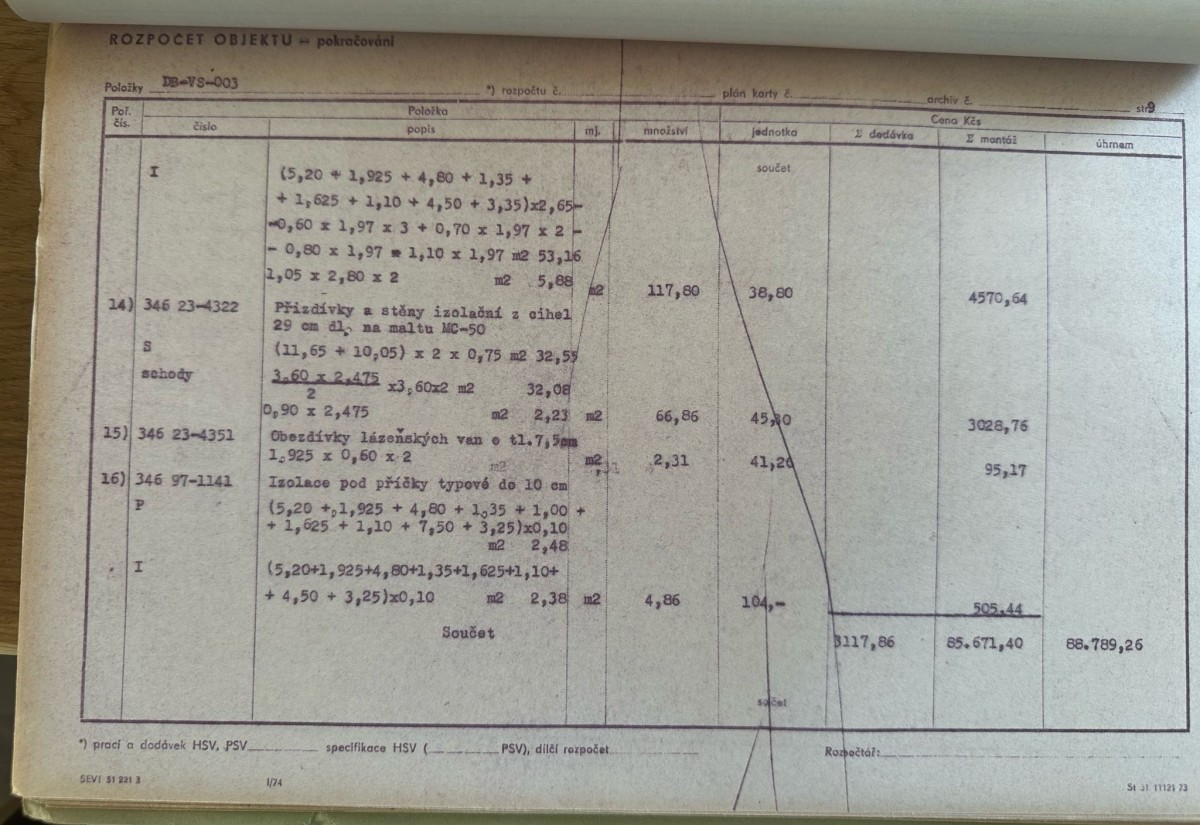 ROZPOČET OBJEKTU — pokračování
Položky DB-VS-003 *) rozpočtu č. plán karty č. archiv č. str 9
Poř. čís. Položka Cena Kčs
číslo popis mj. množství jednotka Σ dodávka Σ montáž úhrnem
součet
I (5,20 + 1,925 + 4,80 + 1,35 +
+ 1,625 + 1,10 + 4,50 + 3,35)x2,65-
-0,60 x 1,97 x 3 + 0,70 x 1,97 x 2 -
- 0,80 x 1,97 - 1,10 x 1,97 m2 53,16
1,05 x 2,80 x 2 m2 5,88 m2 117,80 38,80 4570,64
14) 346 23-4322 Přizdívky a stěny izolační z cihel
29 cm dl. na maltu MC-50
S (11,65 + 10,05) x 2 x 0,75 m2 32,55
schody 3,60 x 2,475 / 2 x3,60x2 m2 32,08
0,90 x 2,475 m2 2,23 m2 66,86 45,30 3028,76
15) 346 23-4351 Obezdívky lázeňských van o tl.7,5cm
1,925 x 0,60 x 2 m2 m2 2,31 41,20 95,17
16) 346 97-1141 Izolace pod příčky typové do 10 cm
P (5,20 + 1,925 + 4,80 + 1,35 + 1,00 +
+ 1,625 + 1,10 + 7,50 + 3,25)x0,10
m2 2,48
I (5,20+1,925+4,80+1,35+1,625+1,10+
+ 4,50 + 3,25)x0,10 m2 2,38 m2 4,86 104,- 505.44
Součet 3117,86 85.671,40 88.789,26
součet
*) prací a dodávek HSV, PSV specifikace HSV ( PSV), dílčí rozpočet Rozpočtář:
SEVT 51 221 3 1/74 St 31 11121 73